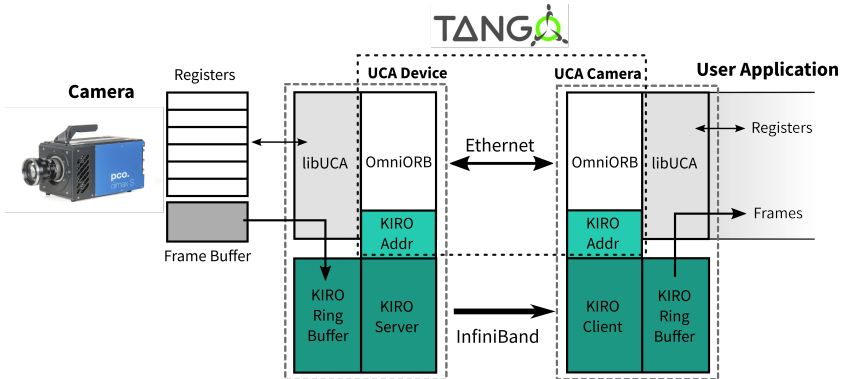 TANGO
Registers
UCA Device
UCA Camera
User Application
Camera
pco.
dimax S
libUCA
OmniORB
Ethernet
OmniORB
libUCA
Registers
KIRO
Addr
KIRO
Addr
Frames
Frame Buffer
KIRO
Ring
Buffer
KIRO
Server
InfiniBand
KIRO
Client
KIRO
Ring
Buffer